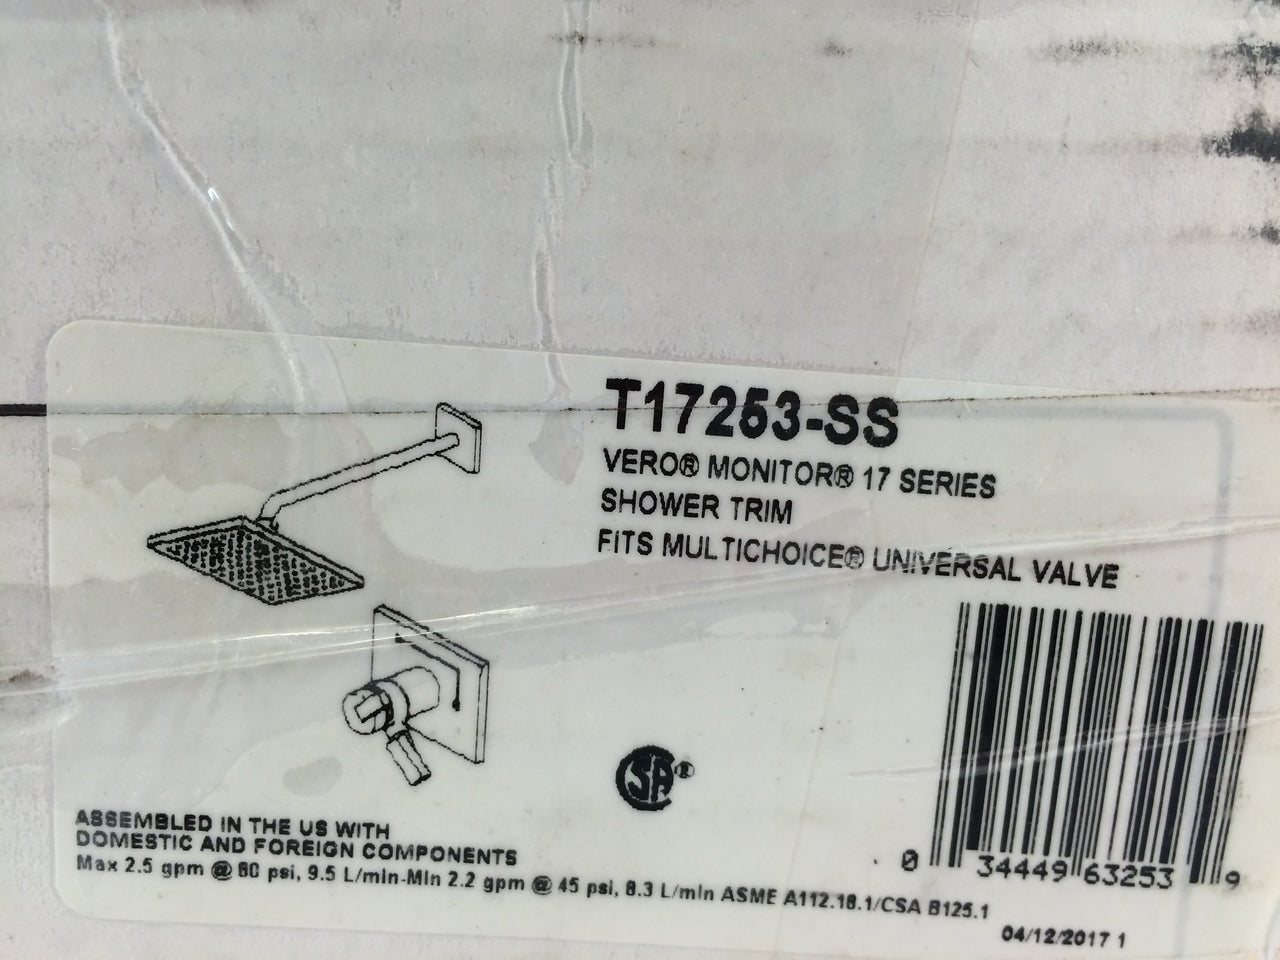 T17253-SS
VERO® MONITOR® 17 SERIES
SHOWER TRIM
FITS MULTICHOICE® UNIVERSAL VALVE
CSA®
ASSEMBLED IN THE US WITH
DOMESTIC AND FOREIGN COMPONENTS
Max 2.5 gpm @ 80 psi, 9.5 L/min-Min 2.2 gpm @ 45 psi, 8.3 L/min ASME A112.18.1/CSA B125.1
0 34449 63253 9
04/12/2017 1